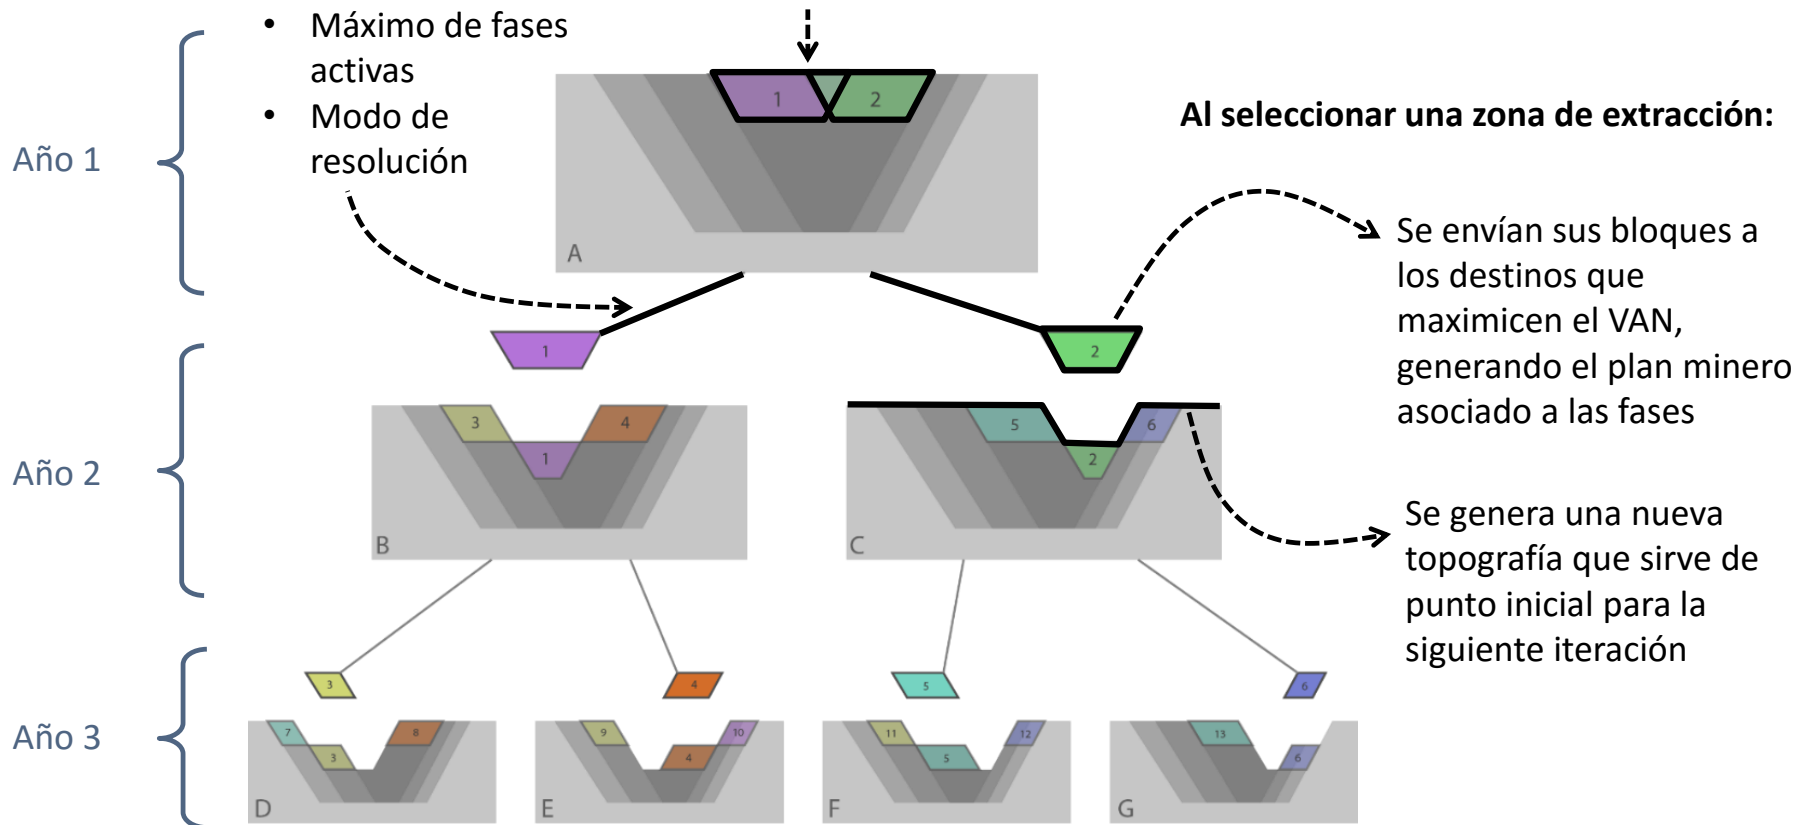 • Máximo de fases
activas
• Modo de
resolución
Año 1
1
2
A
Al seleccionar una zona de extracción:
Se envían sus bloques a
los destinos que
maximicen el VAN,
generando el plan minero
asociado a las fases
1
2
Año 2
3
4
1
B
5
6
2
C
Se genera una nueva
topografía que sirve de
punto inicial para la
siguiente iteración
3
4
5
6
Año 3
7
8
3
D
9
10
4
E
11
12
5
F
13
6
G